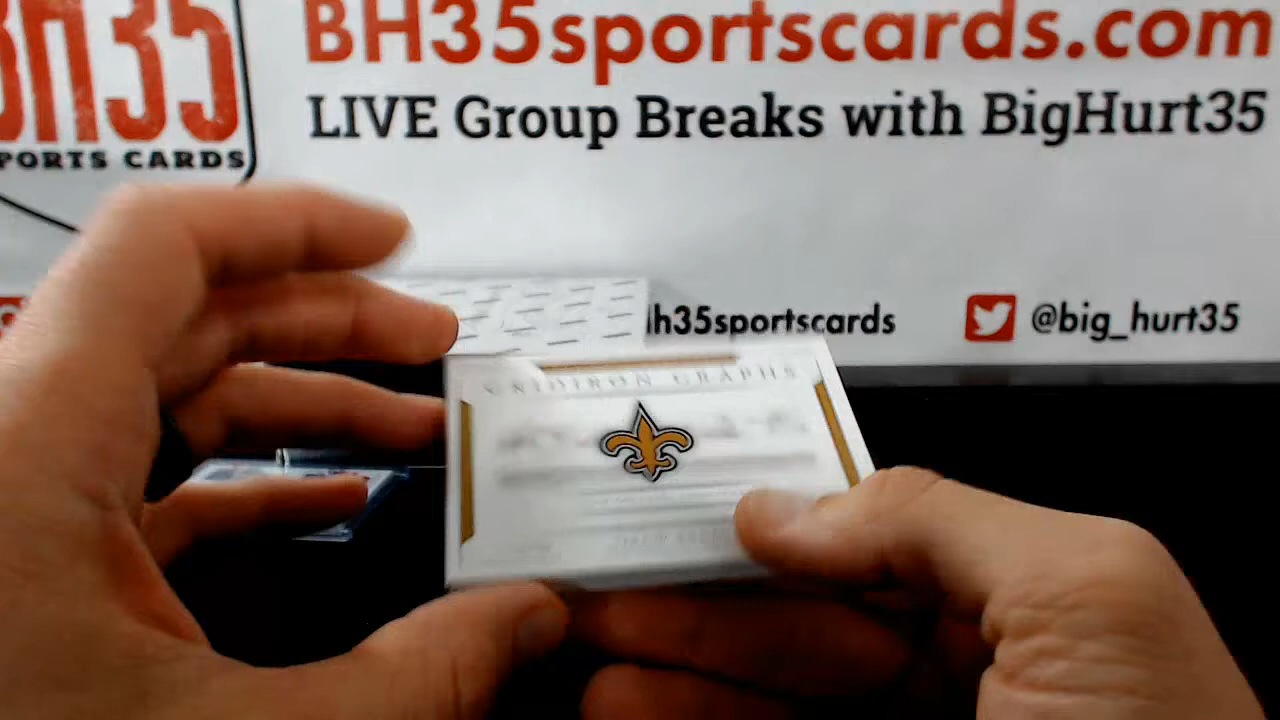 BH35sportscards.com
BH35
LIVE Group Breaks with BigHurt35
PORTS CARDS
h35sportscards
@big_hurt35
GRIDIRON GRAPHS